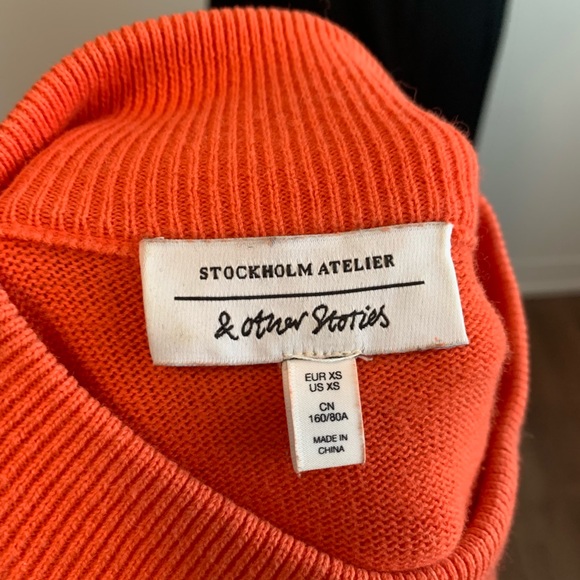 STOCKHOLM ATELIER
& other Stories
EUR XS
US XS
CN
160/80A
MADE IN
CHINA